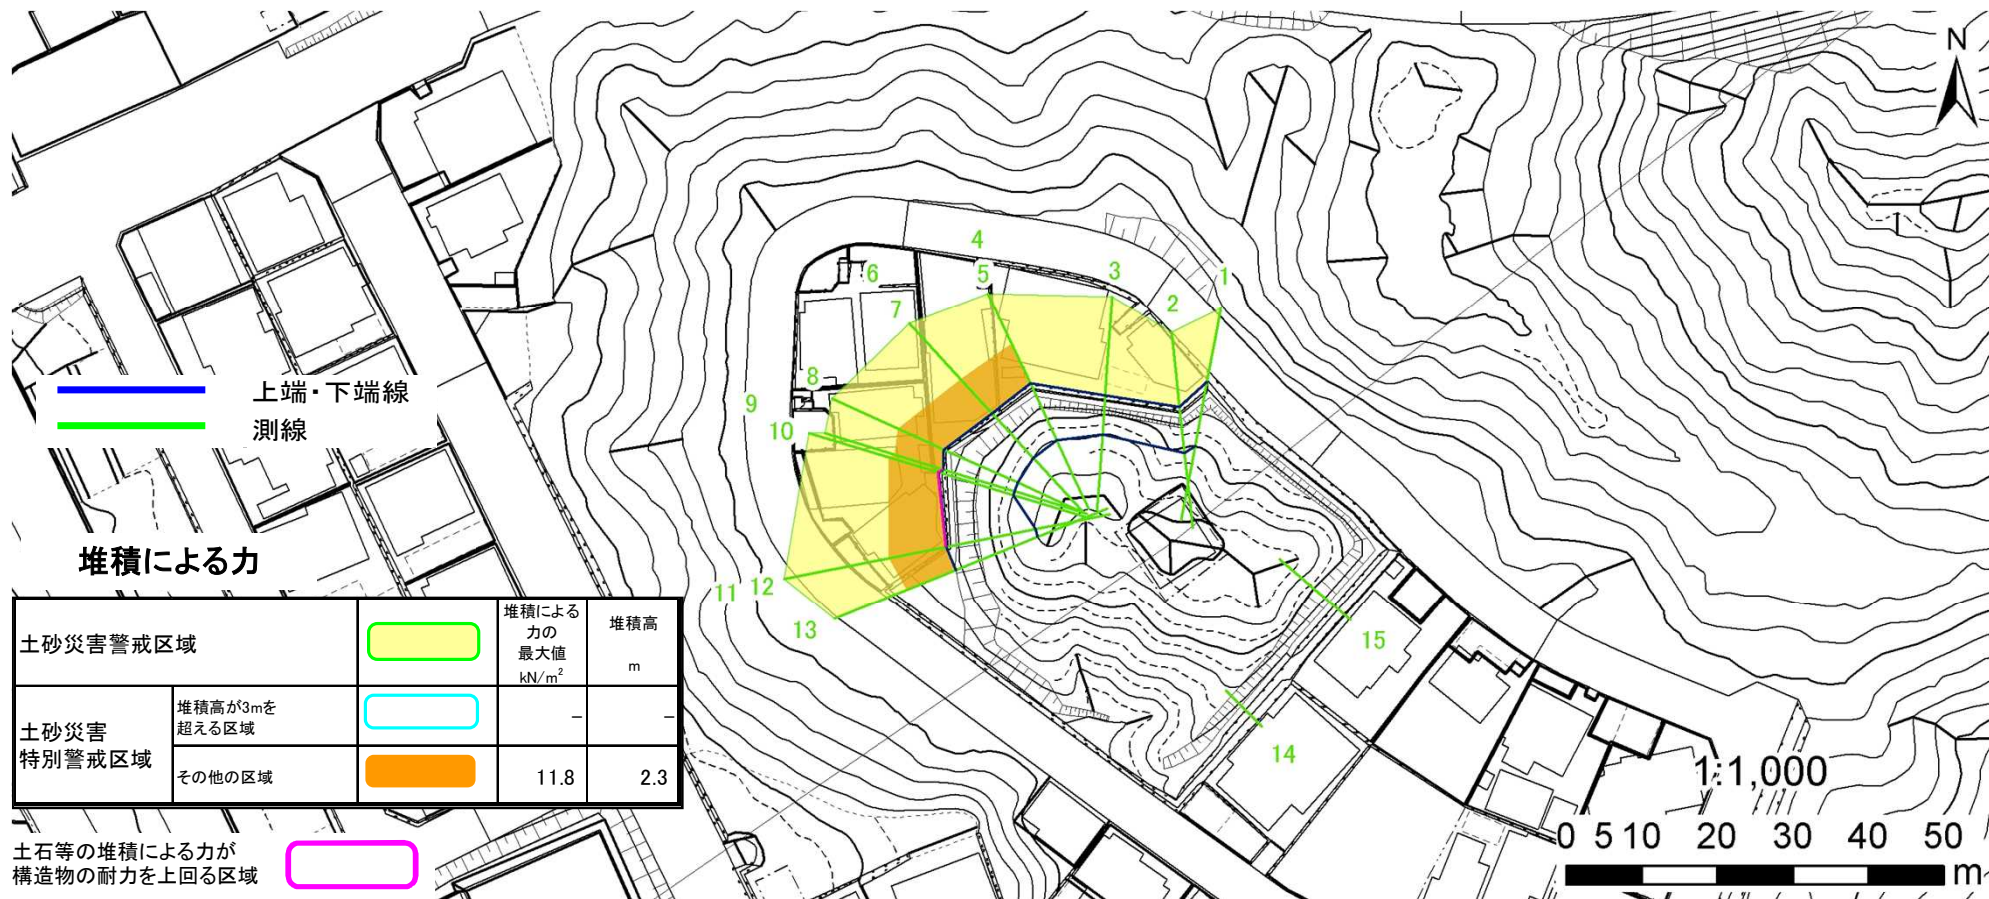 N
4
6
5
3
1
2
7
8
9
10
上端・下端線
測線
堆積による力
11
12
13
15
14
土砂災害警戒区域
堆積による
力の
最大値
kN/m²
堆積高
m
土砂災害
特別警戒区域
堆積高が3mを
超える区域
−
−
その他の区域
11.8
2.3
土石等の堆積による力が
構造物の耐力を上回る区域
1:1,000
0 5 10 20 30 40 50
m